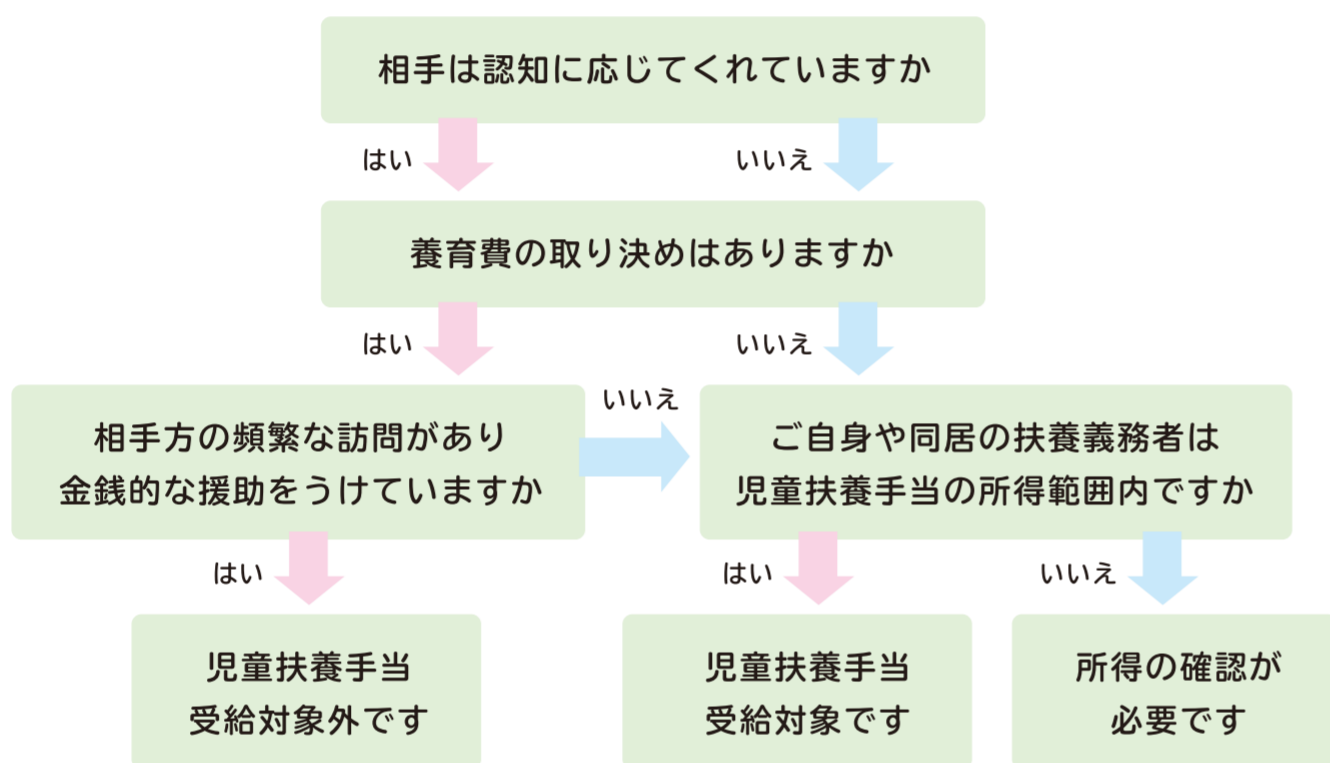 相手は認知に応じてくれていますか
はい
いいえ
養育費の取り決めはありますか
はい
いいえ
相手方の頻繁な訪問があり
金銭的な援助をうけていますか
いいえ
ご自身や同居の扶養義務者は
児童扶養手当の所得範囲内ですか
はい
はい
いいえ
児童扶養手当
受給対象外です
児童扶養手当
受給対象です
所得の確認が
必要です